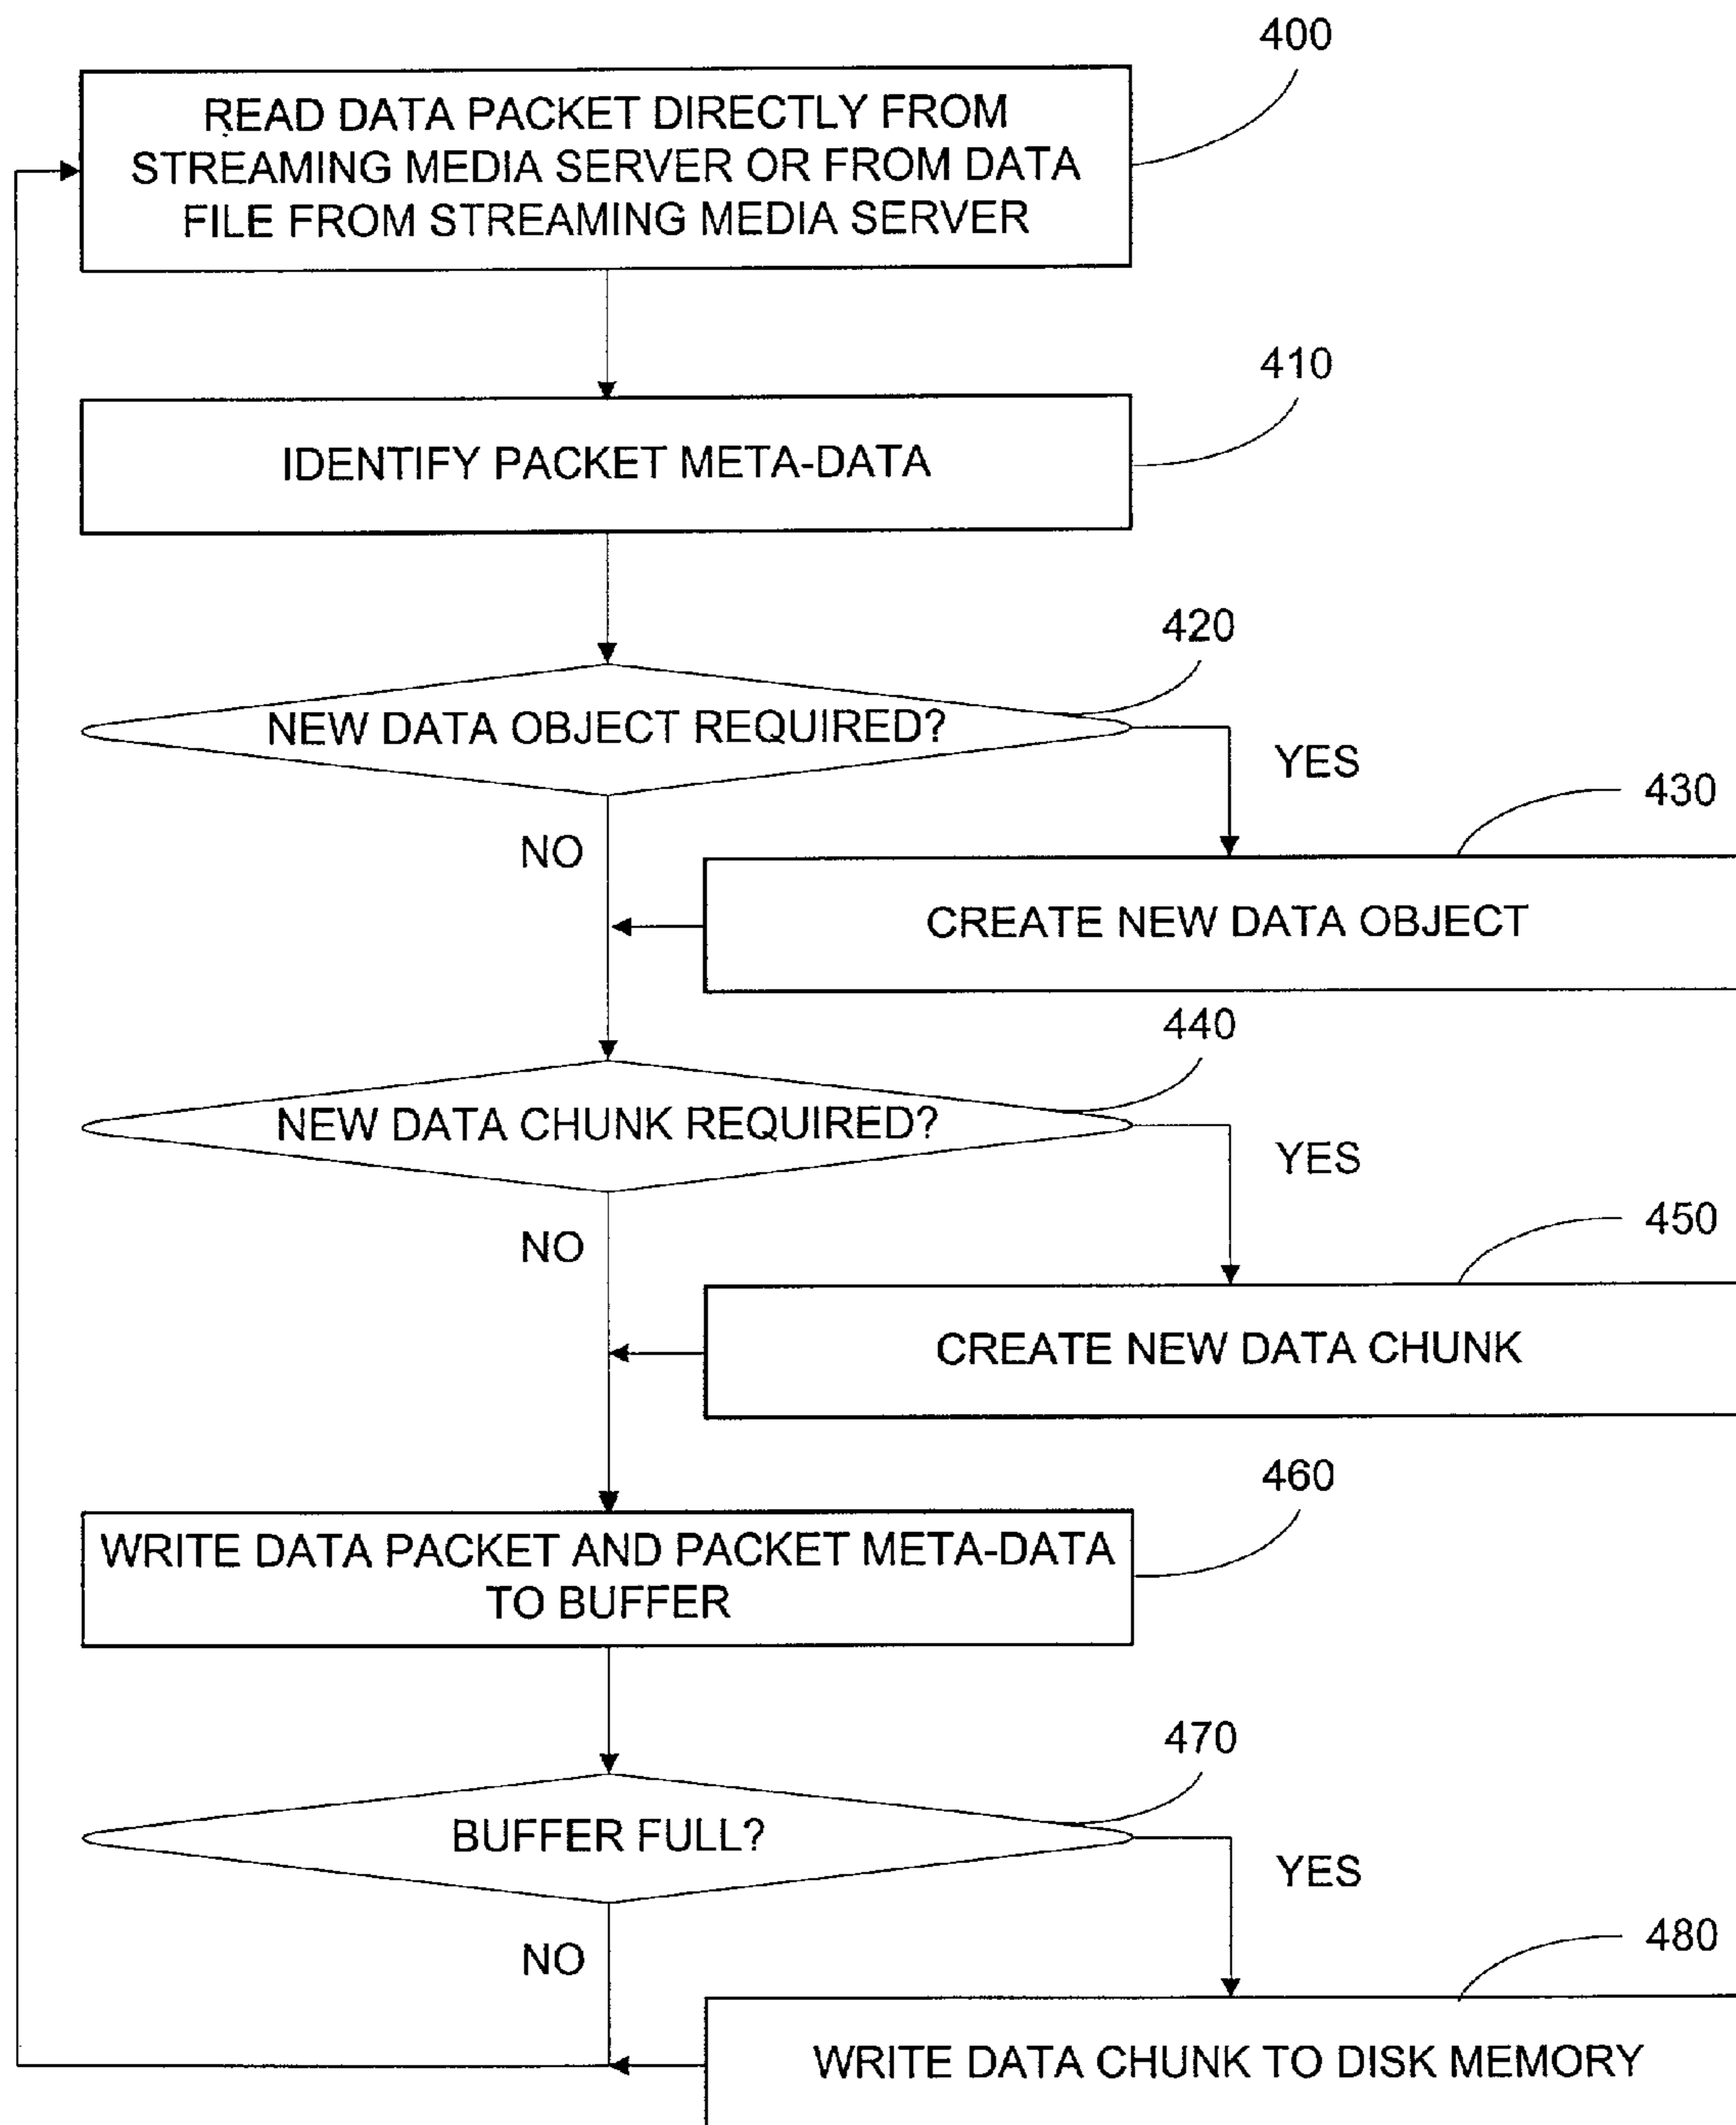 400
READ DATA PACKET DIRECTLY FROM
STREAMING MEDIA SERVER OR FROM DATA
FILE FROM STREAMING MEDIA SERVER
410
IDENTIFY PACKET META-DATA
420
NEW DATA OBJECT REQUIRED?
YES
430
NO
CREATE NEW DATA OBJECT
440
NEW DATA CHUNK REQUIRED?
YES
450
NO
CREATE NEW DATA CHUNK
460
WRITE DATA PACKET AND PACKET META-DATA
TO BUFFER
470
BUFFER FULL?
YES
480
NO
WRITE DATA CHUNK TO DISK MEMORY